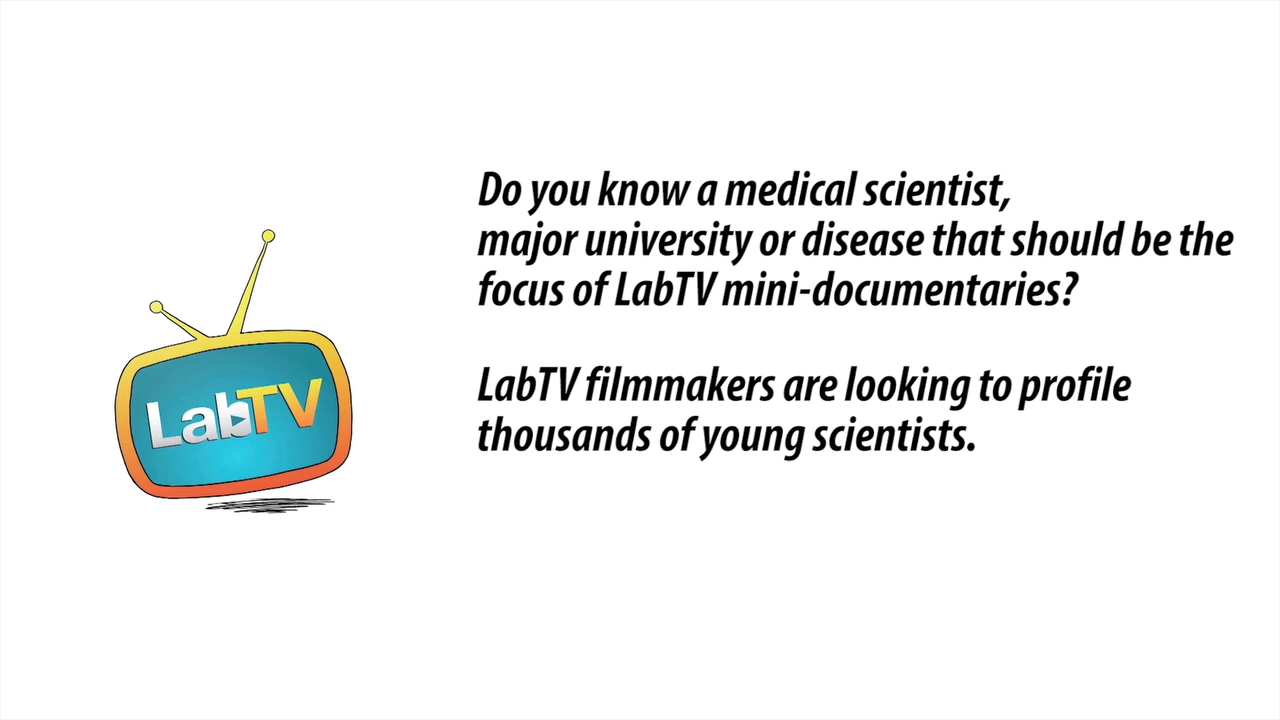 LabTV
Do you know a medical scientist,
major university or disease that should be the
focus of LabTV mini-documentaries?
LabTV filmmakers are looking to profile
thousands of young scientists.